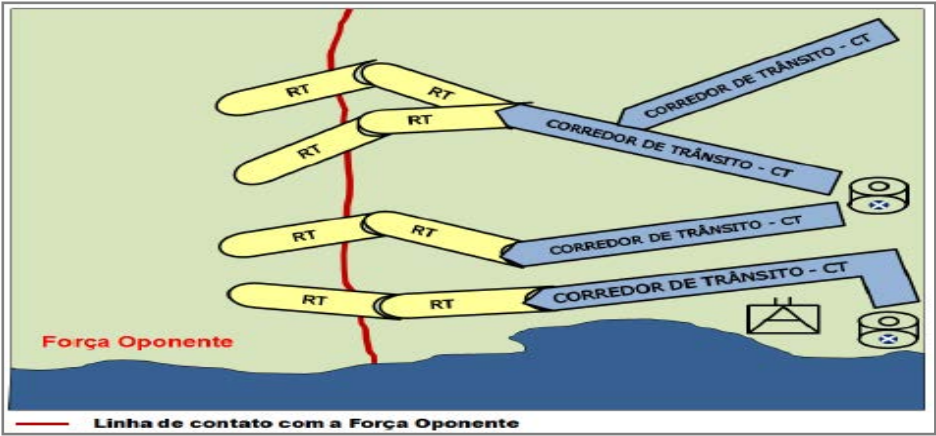 CORREDOR DE TRÂNSITO - CT
RT
RT
RT
RT
CORREDOR DE TRÂNSITO - CT
RT
RT
CORREDOR DE TRÂNSITO - CT
RT
RT
CORREDOR DE TRÂNSITO - CT
Força Oponente
Linha de contato com a Força Oponente